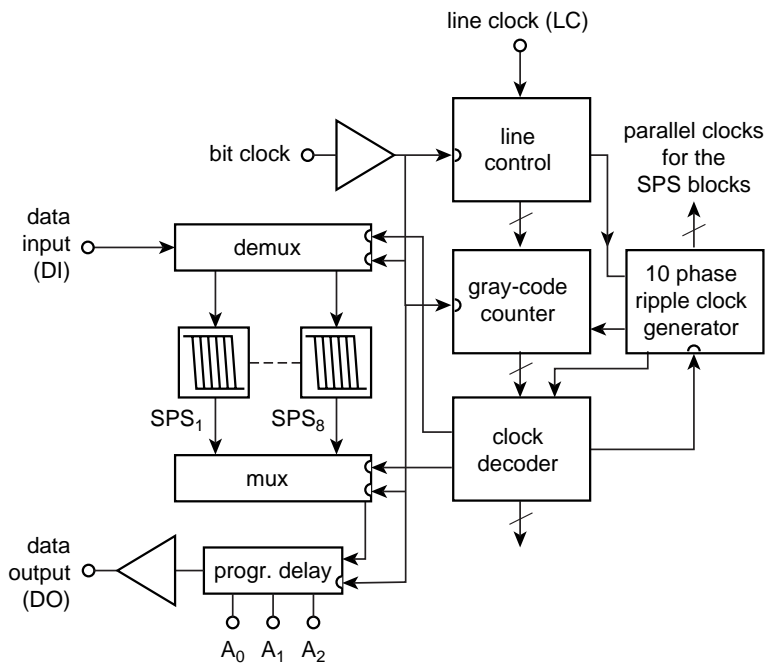 line clock (LC)
line
control
parallel clocks
for the
SPS blocks
bit clock
data
input
(DI)
demux
gray-code
counter
10 phase
ripple clock
generator
SPS₁
SPS₈
clock
decoder
mux
data
output
(DO)
progr. delay
A₀ A₁ A₂